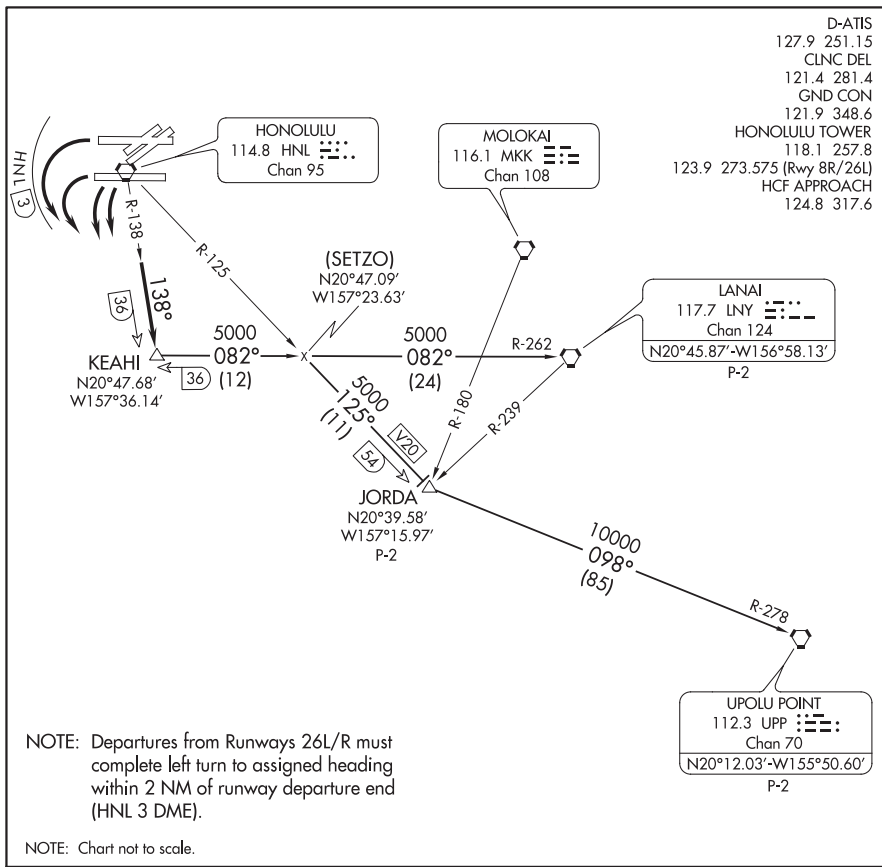 D-ATIS
127.9 251.15
CLNC DEL
121.4 281.4
GND CON
121.9 348.6
HONOLULU TOWER
118.1 257.8
123.9 273.575 (Rwy 8R/26L)
HCF APPROACH
124.8 317.6
HNL 3
HONOLULU
114.8 HNL
Chan 95
MOLOKAI
116.1 MKK
Chan 108
R-138
R-125
(SETZO)
N20°47.09'
W157°23.63'
LANAI
117.7 LNY
Chan 124
N20°45.87'-W156°58.13'
P-2
36
138°
KEAHI
N20°47.68'
W157°36.14'
36
5000
082°
(12)
5000
082°
(24)
R-262
R-180
R-239
5000
125°
(11)
V20
54
JORDA
N20°39.58'
W157°15.97'
P-2
10000
098°
(85)
R-278
UPOLU POINT
112.3 UPP
Chan 70
N20°12.03'-W155°50.60'
P-2
NOTE: Departures from Runways 26L/R must
complete left turn to assigned heading
within 2 NM of runway departure end
(HNL 3 DME).
NOTE: Chart not to scale.